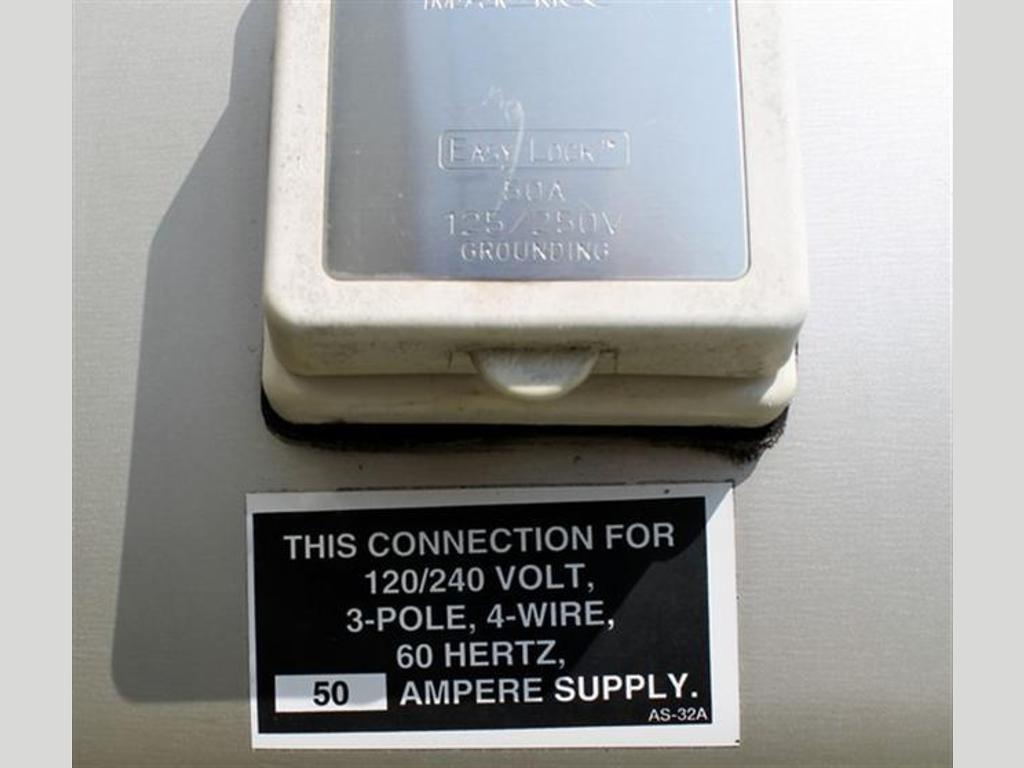 EASY LOCK™
50A
125/250V
GROUNDING
THIS CONNECTION FOR
120/240 VOLT,
3-POLE, 4-WIRE,
60 HERTZ,
50 AMPERE SUPPLY.
AS-32A